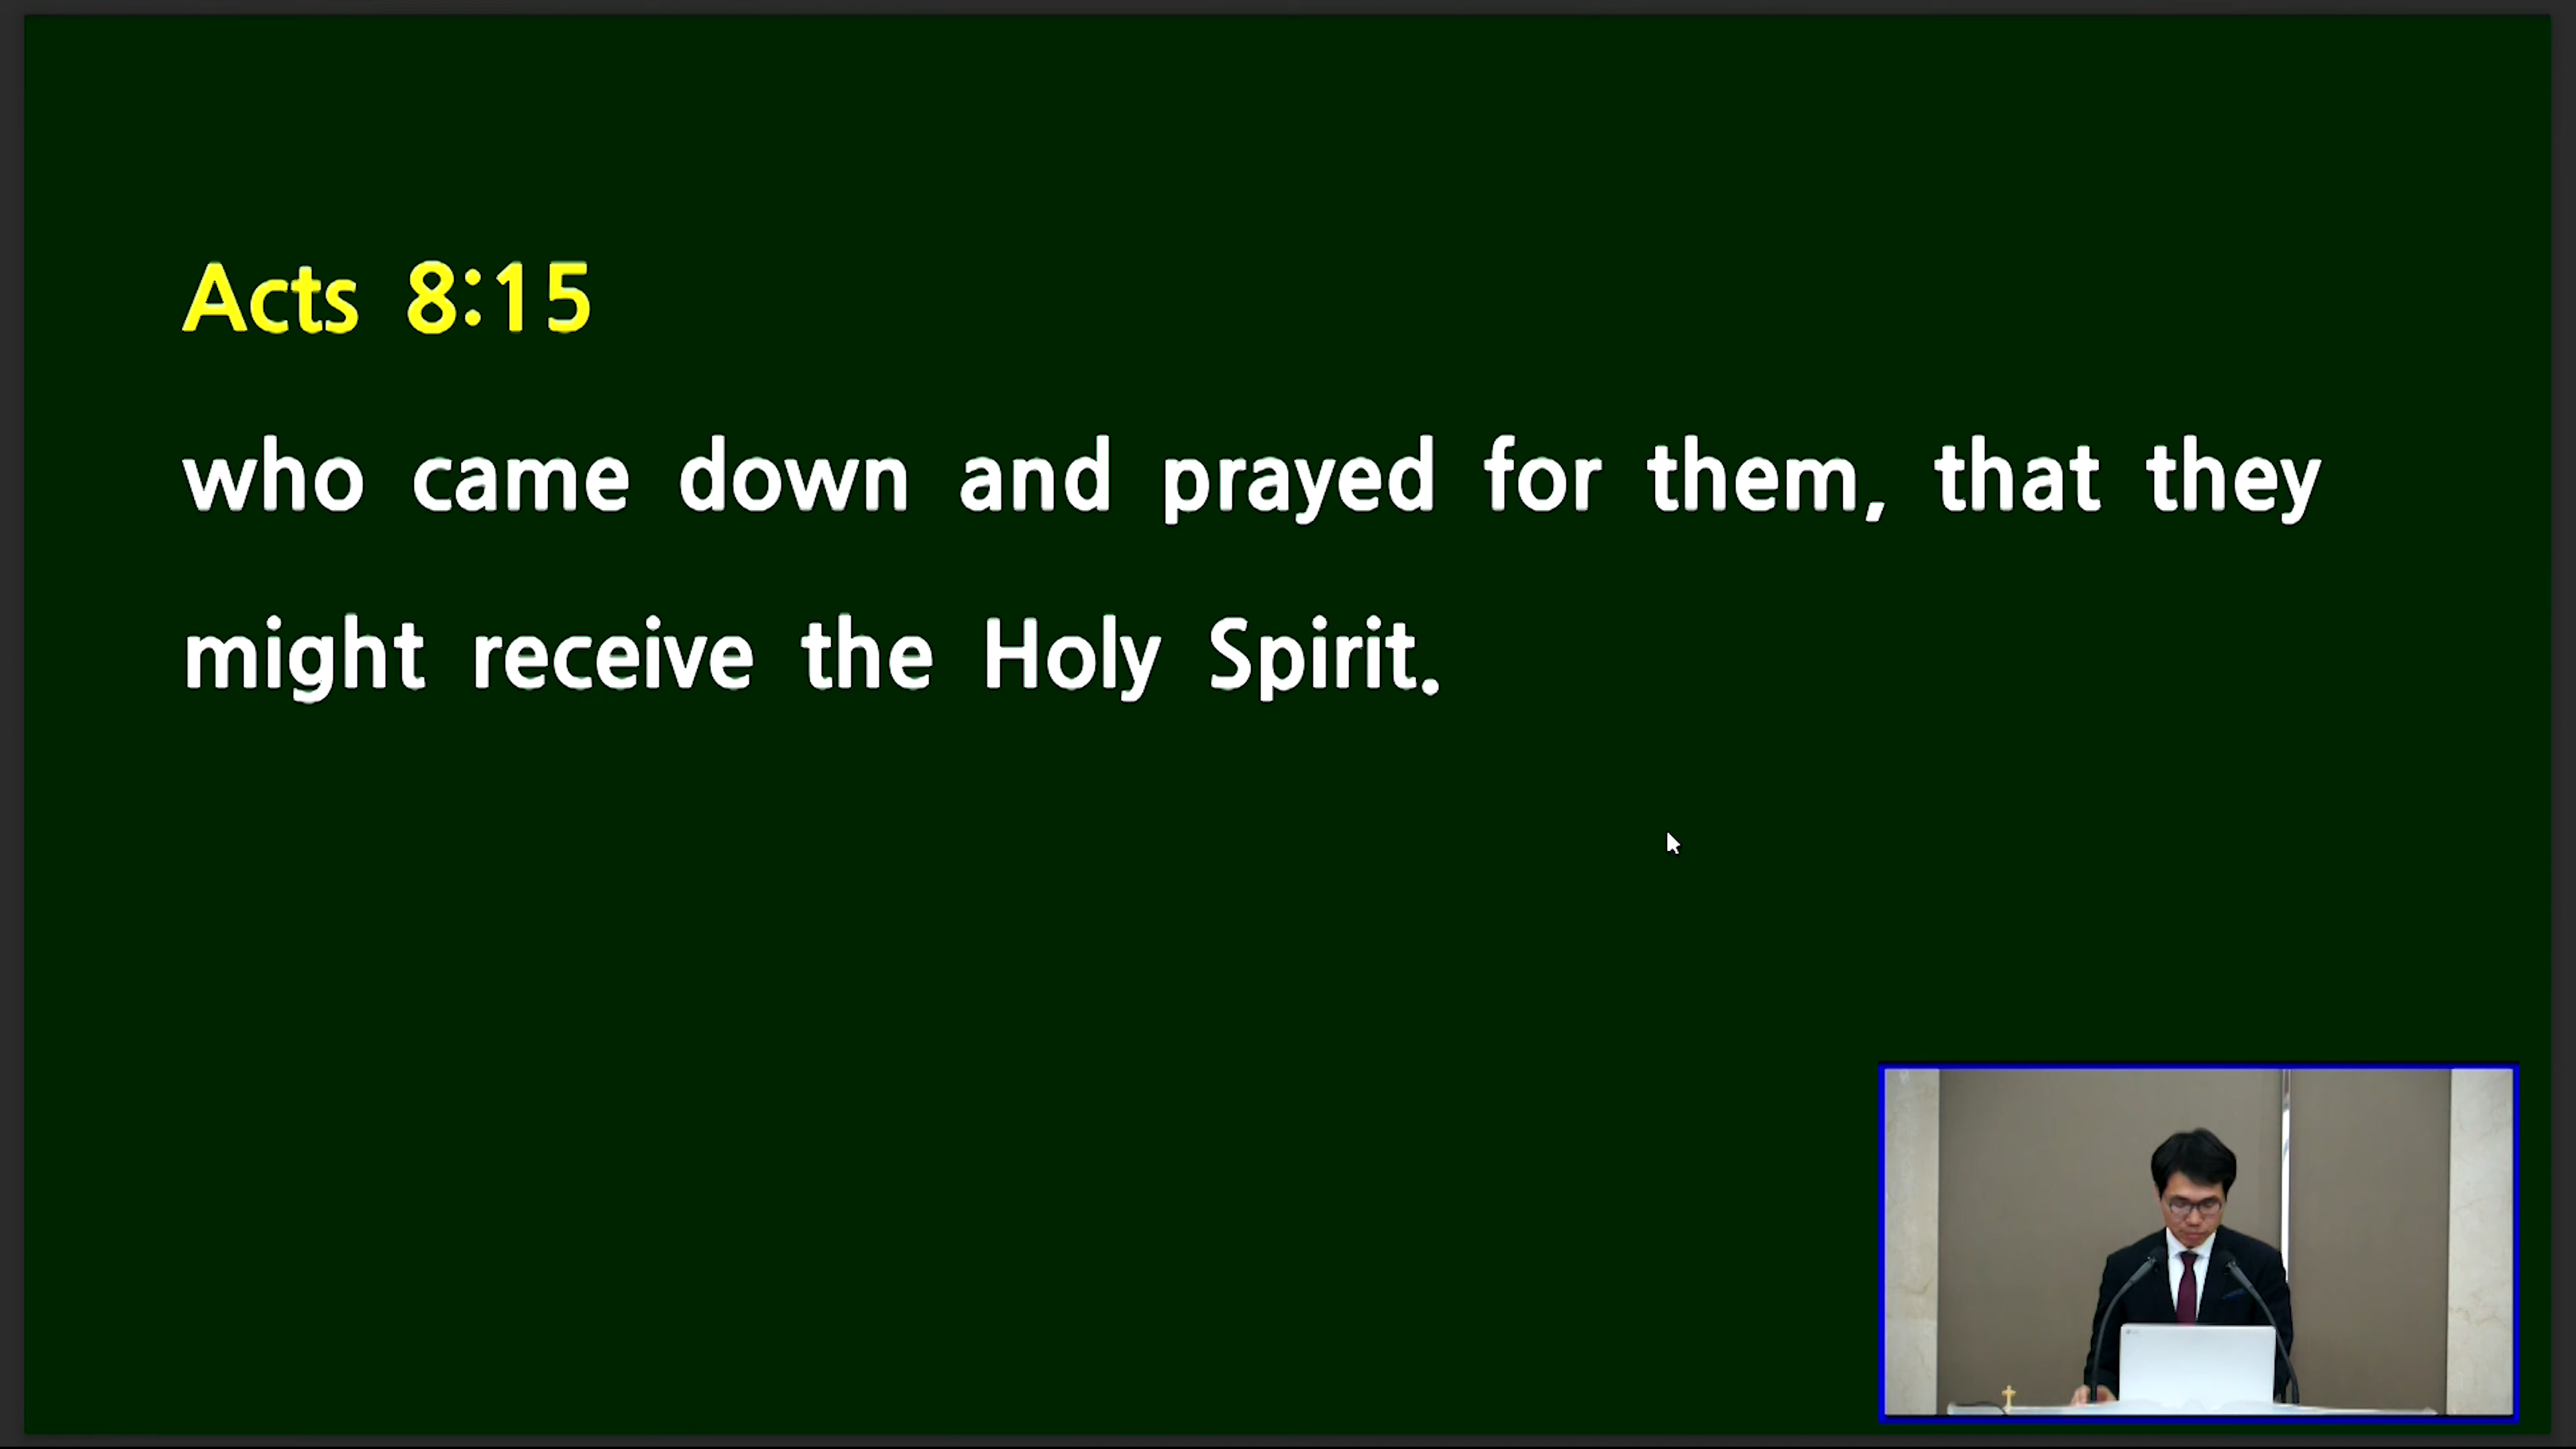 Acts 8:15
who came down and prayed for them, that they
might receive the Holy Spirit.